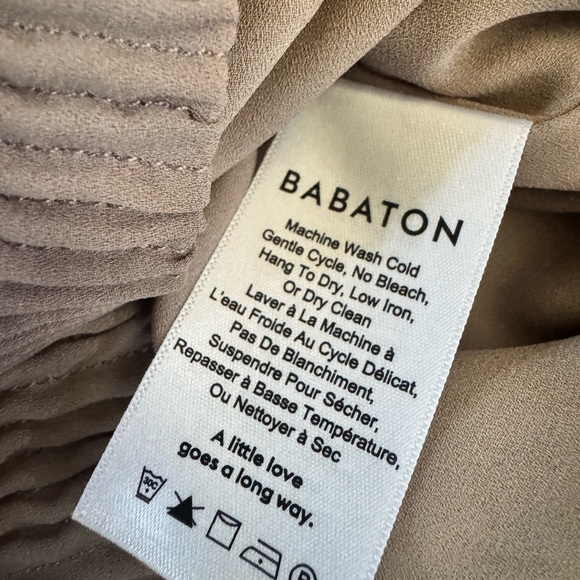 BABATON
Machine Wash Cold
Gentle Cycle, No Bleach,
Hang To Dry, Low Iron,
Or Dry Clean
Laver à La Machine à
L'eau Froide Au Cycle Délicat,
Pas De Blanchiment,
Suspendre Pour Sécher,
Repasser à Basse Température,
Ou Nettoyer à Sec
A little love
goes a long way.
30C
P